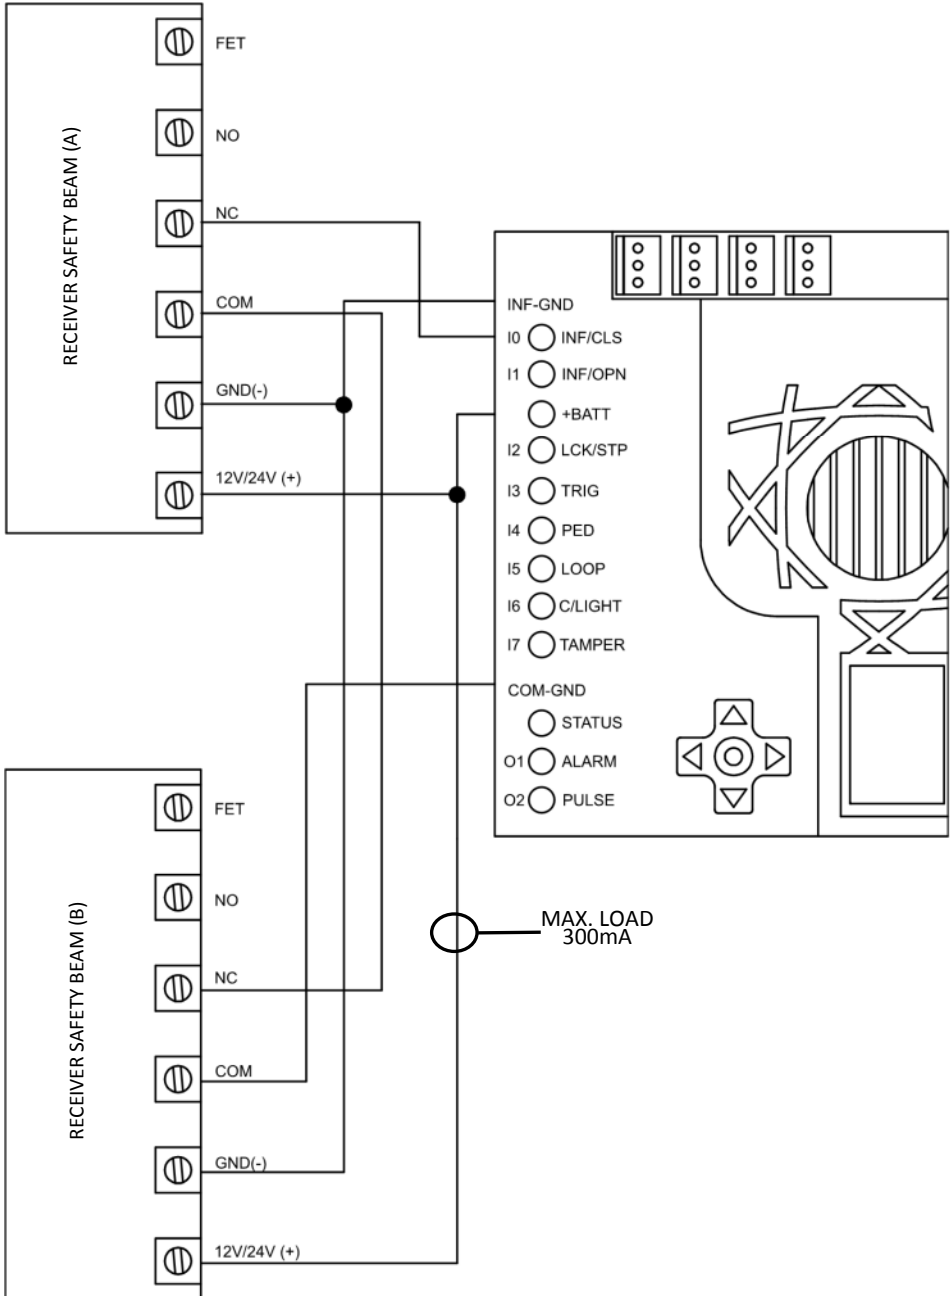 RECEIVER SAFETY BEAM (A)
FET
NO
NC
COM
GND(-)
12V/24V (+)
INF-GND
I0 INF/CLS
I1 INF/OPN
+BATT
I2 LCK/STP
I3 TRIG
I4 PED
I5 LOOP
I6 C/LIGHT
I7 TAMPER
COM-GND
STATUS
O1 ALARM
O2 PULSE
RECEIVER SAFETY BEAM (B)
FET
NO
NC
COM
GND(-)
12V/24V (+)
MAX. LOAD
300mA